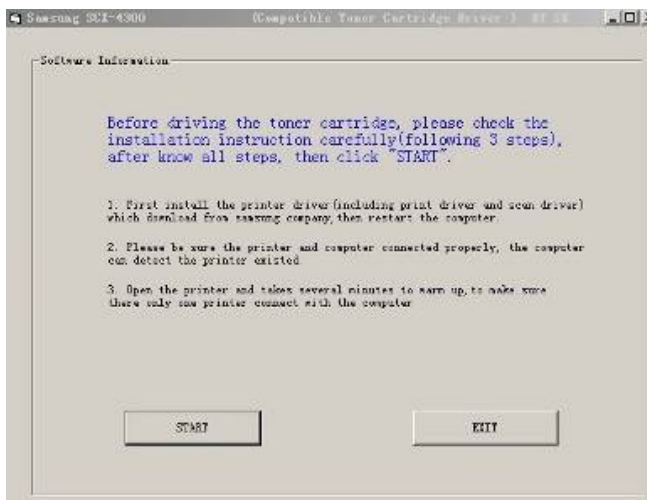 Samsung SCX-4300 (Compatible Toner Cartridge Driver )
Software Information
Before driving the toner cartridge, please check the
installation instruction carefully(following 3 steps),
after know all steps, then click "START".
1. First install the printer driver(including print driver and scan driver)
which download from samsung company,then restart the computer.
2. Please be sure the printer and computer connected properly, the computer
can detect the printer existed
3. Open the printer and takes several minutes to warm up,to make sure
there only one printer connect with the computer
START
EXIT